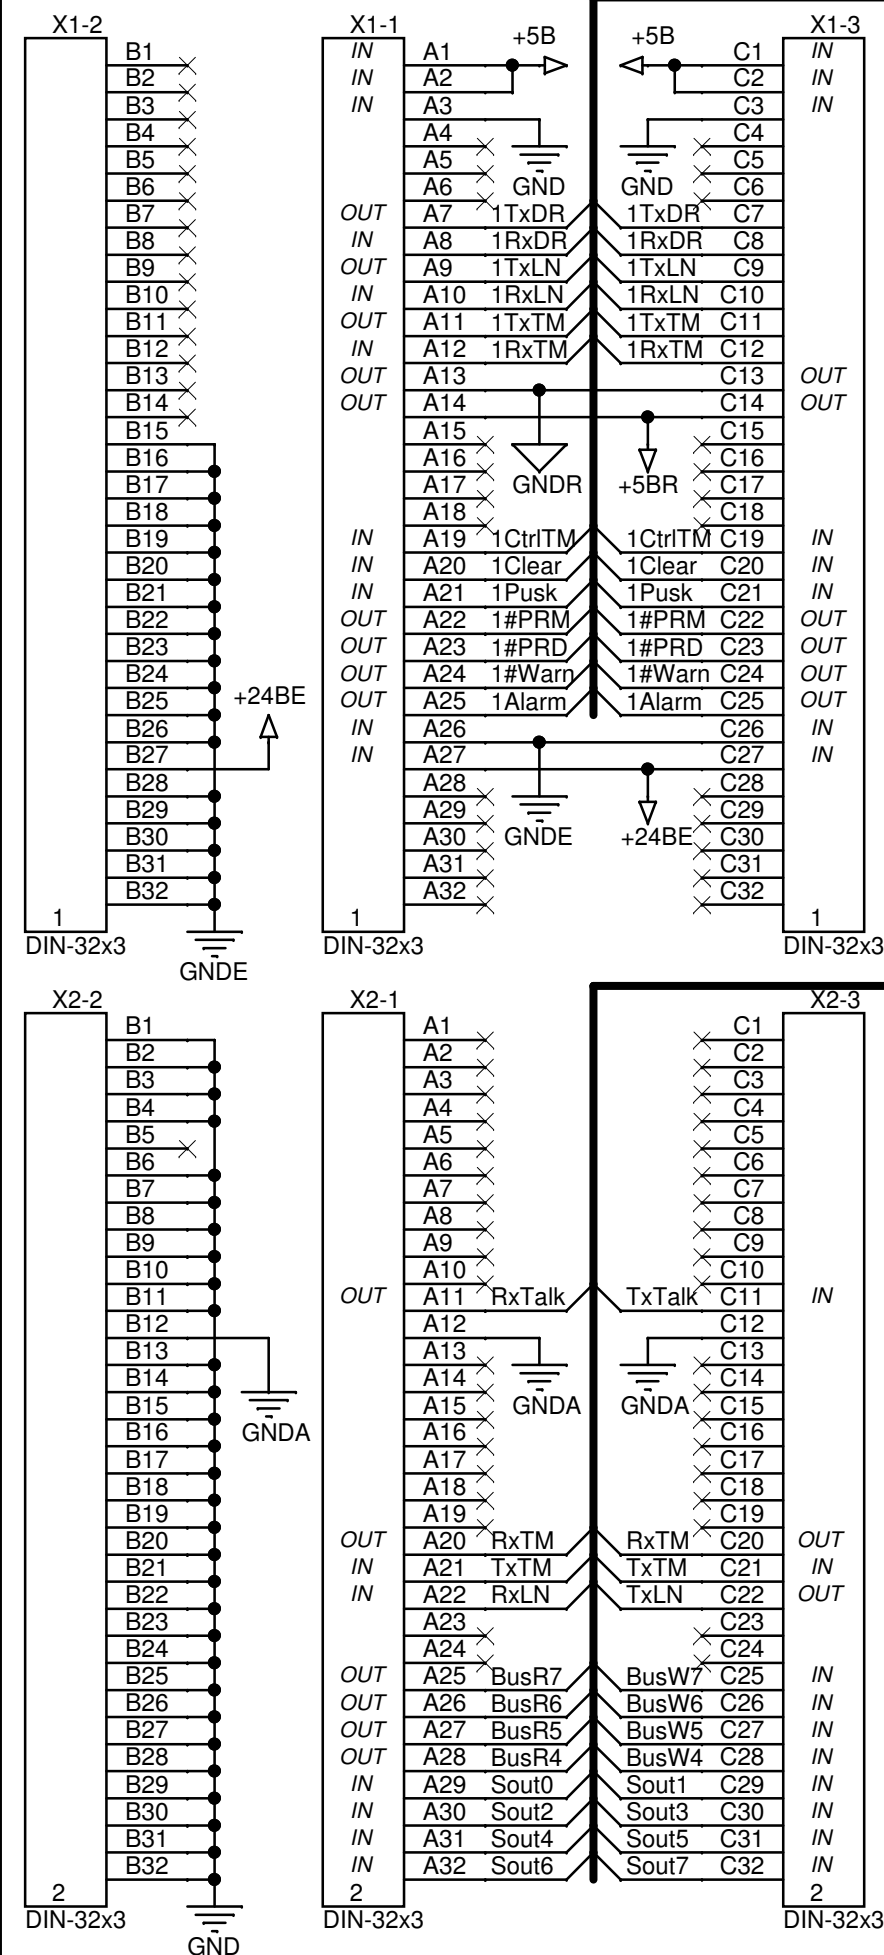 X1-2
B1
B2
B3
B4
B5
B6
B7
B8
B9
B10
B11
B12
B13
B14
B15
B16
B17
B18
B19
B20
B21
B22
B23
B24
B25
B26
B27
B28
B29
B30
B31
B32
+24BE
1
DIN-32x3
GNDE
X1-1
IN A1 +5B
IN A2
IN A3
A4
A5
A6 GND
OUT A7 1TxDR
IN A8 1RxDR
OUT A9 1TxLN
IN A10 1RxLN
OUT A11 1TxTM
IN A12 1RxTM
OUT A13
OUT A14
A15
A16
A17 GNDR
A18
IN A19 1CtrlTM
IN A20 1Clear
IN A21 1Pusk
OUT A22 1#PRM
OUT A23 1#PRD
OUT A24 1#Warn
OUT A25 1Alarm
IN A26
IN A27
A28
A29
A30 GNDE
A31
A32
1
DIN-32x3
X1-3
+5B C1 IN
C2 IN
C3 IN
C4
C5
GND C6
1TxDR C7
1RxDR C8
1TxLN C9
1RxLN C10
1TxTM C11
1RxTM C12
C13 OUT
C14 OUT
C15
C16
+5BR C17
C18
1CtrlTM C19 IN
1Clear C20 IN
1Pusk C21 IN
1#PRM C22 OUT
1#PRD C23 OUT
1#Warn C24 OUT
1Alarm C25 OUT
C26 IN
C27 IN
C28
C29
+24BE C30
C31
C32
1
DIN-32x3
X2-2
B1
B2
B3
B4
B5
B6
B7
B8
B9
B10
B11
B12
B13
B14
B15
GNDA
B16
B17
B18
B19
B20
B21
B22
B23
B24
B25
B26
B27
B28
B29
B30
B31
B32
2
DIN-32x3
GND
X2-1
A1
A2
A3
A4
A5
A6
A7
A8
A9
A10
OUT A11 RxTalk
A12
A13
A14
A15 GNDA
A16
A17
A18
A19
OUT A20 RxTM
IN A21 TxTM
IN A22 RxLN
A23
A24
OUT A25 BusR7
OUT A26 BusR6
OUT A27 BusR5
OUT A28 BusR4
IN A29 Sout0
IN A30 Sout2
IN A31 Sout4
IN A32 Sout6
2
DIN-32x3
X2-3
C1
C2
C3
C4
C5
C6
C7
C8
C9
C10
TxTalk C11 IN
C12
C13
C14
GNDA C15
C16
C17
C18
C19
RxTM C20 OUT
TxTM C21 IN
TxLN C22 OUT
C23
C24
BusW7 C25 IN
BusW6 C26 IN
BusW5 C27 IN
BusW4 C28 IN
Sout1 C29 IN
Sout3 C30 IN
Sout5 C31 IN
Sout7 C32 IN
2
DIN-32x3